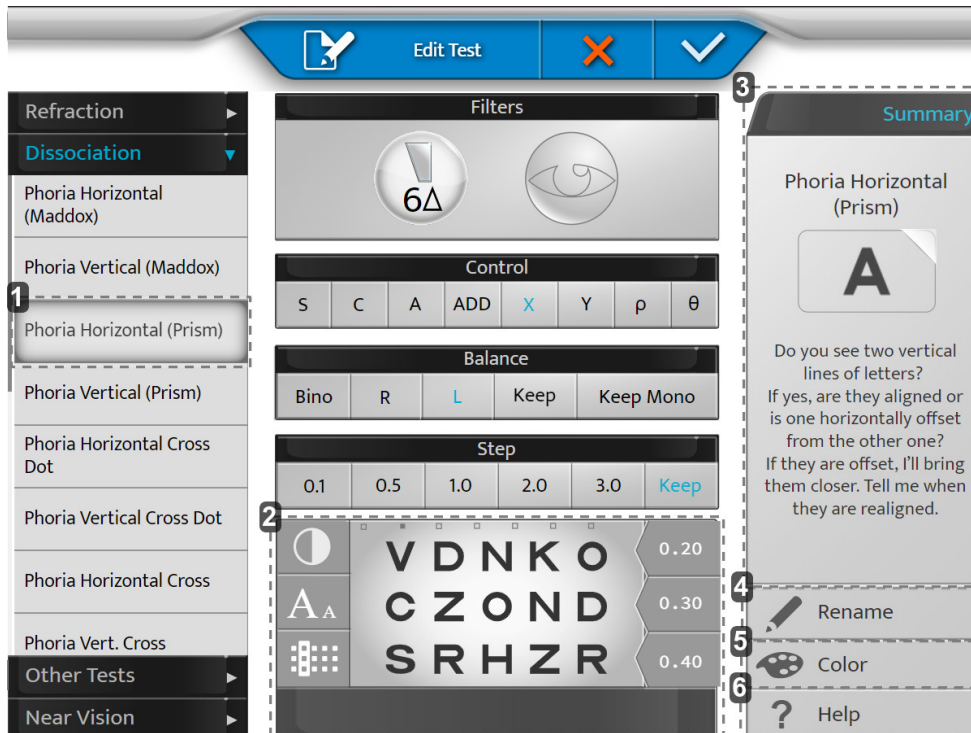 Edit Test
Refraction
Dissociation
Phoria Horizontal
(Maddox)
Phoria Vertical (Maddox)
1
Phoria Horizontal (Prism)
Phoria Vertical (Prism)
Phoria Horizontal Cross
Dot
Phoria Vertical Cross Dot
Phoria Horizontal Cross
Phoria Vert. Cross
Other Tests
Near Vision
Filters
6Δ
Control
S C A ADD X Y ρ θ
Balance
Bino R L Keep Keep Mono
Step
0.1 0.5 1.0 2.0 3.0 Keep
2
A A
V D N K O 0.20
C Z O N D 0.30
S R H Z R 0.40
3
Summary
Phoria Horizontal
(Prism)
A
Do you see two vertical
lines of letters?
If yes, are they aligned or
is one horizontally offset
from the other one?
If they are offset, I'll bring
them closer. Tell me when
they are realigned.
4
Rename
5
Color
6
? Help